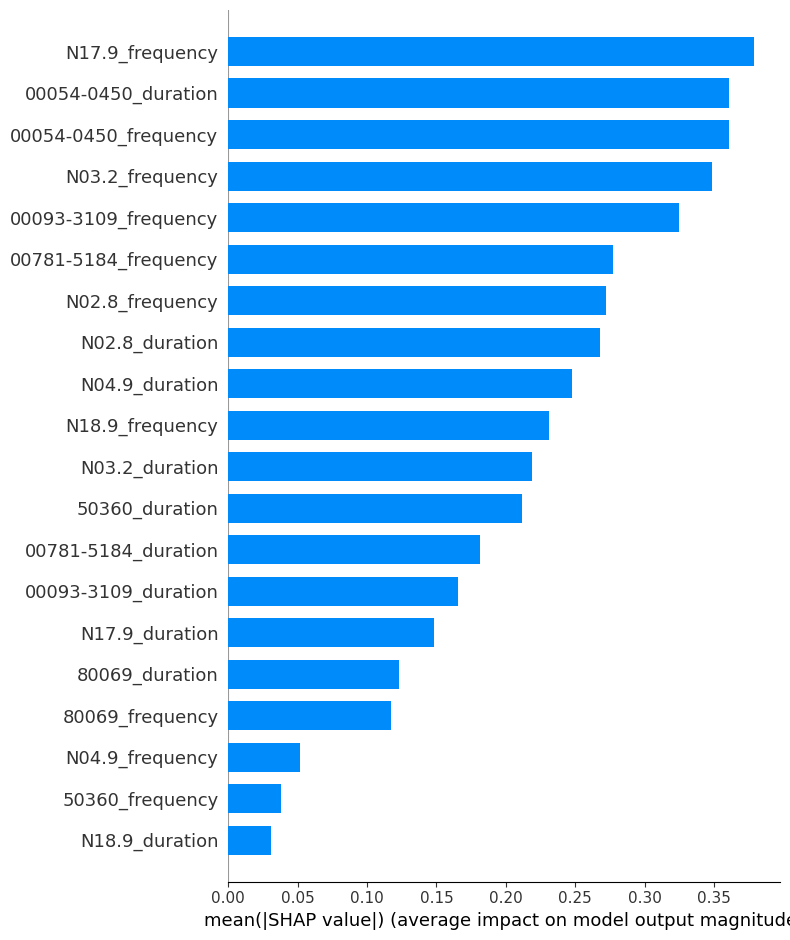 N17.9_frequency
00054-0450_duration
00054-0450_frequency
N03.2_frequency
00093-3109_frequency
00781-5184_frequency
N02.8_frequency
N02.8_duration
N04.9_duration
N18.9_frequency
N03.2_duration
50360_duration
00781-5184_duration
00093-3109_duration
N17.9_duration
80069_duration
80069_frequency
N04.9_frequency
50360_frequency
N18.9_duration
0.00 0.05 0.10 0.15 0.20 0.25 0.30 0.35
mean(|SHAP value|) (average impact on model output magnitude